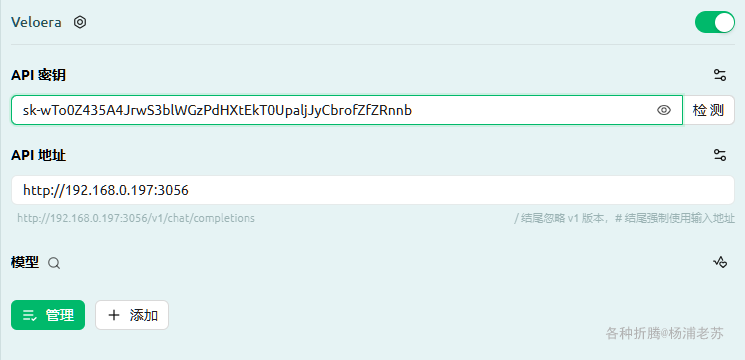 Veloera
API 密钥
sk-wTo0Z435A4JrwS3blWGzPdHXtEkT0UpaljJyCbrofZfZRnnb
检 测
API 地址
http://192.168.0.197:3056
http://192.168.0.197:3056/v1/chat/completions
/ 结尾忽略 v1 版本，# 结尾强制使用输入地址
模型
管理
添加
各种折腾@杨浦老苏